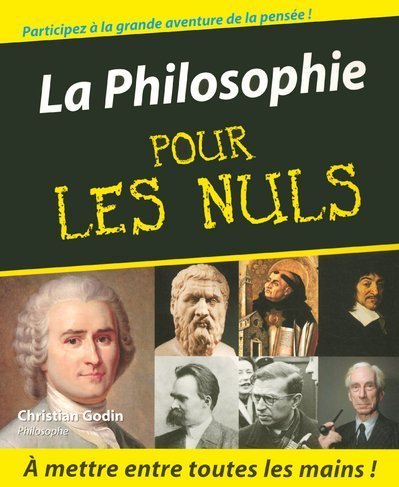 Participez à la grande aventure de la pensée !
La Philosophie
POUR
LES NULS
Christian Godin
Philosophe
À mettre entre toutes les mains !